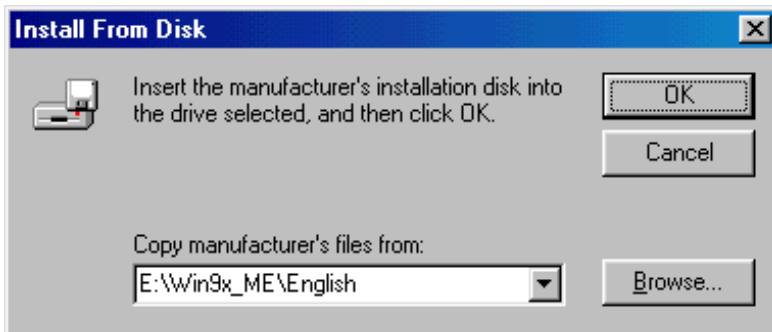 Install From Disk
Insert the manufacturer's installation disk into
the drive selected, and then click OK.
OK
Cancel
Copy manufacturer's files from:
E:\Win9x_ME\English
Browse...